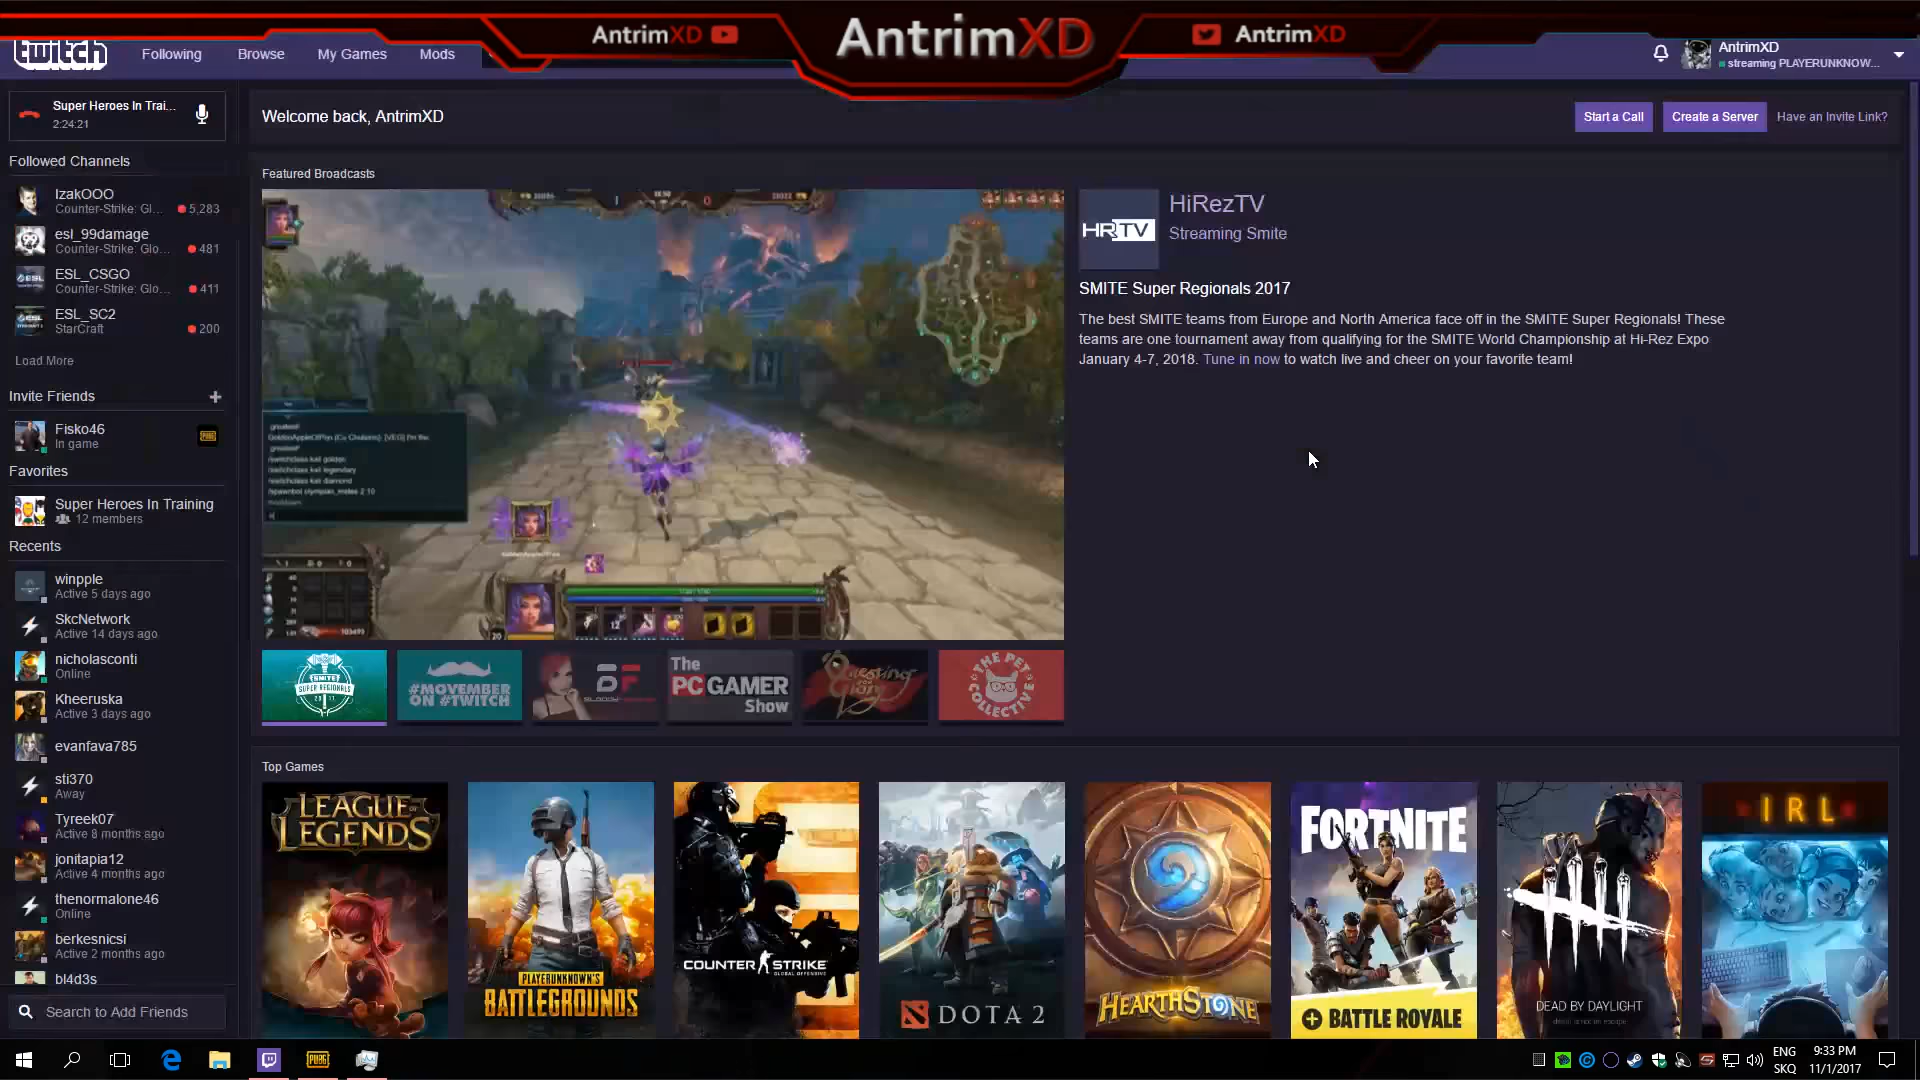 AntrimXD
AntrimXD
AntrimXD
twitch
Following
Browse
My Games
Mods
AntrimXD
streaming PLAYERUNKNOW...
Super Heroes In Trai...
2:24:21
Welcome back, AntrimXD
Start a Call
Create a Server
Have an Invite Link?
Followed Channels
IzakOOO
Counter-Strike: Gl...
5,283
esl_99damage
Counter-Strike: Glo...
481
ESL_CSGO
Counter-Strike: Glo...
411
ESL_SC2
StarCraft
200
Load More
Invite Friends
Fisko46
In game
Favorites
Super Heroes In Training
12 members
Recents
winpple
Active 5 days ago
SkcNetwork
Active 14 days ago
nicholasconti
Online
Kheeruska
Active 3 days ago
evanfava785
sti370
Away
Tyreek07
Active 8 months ago
jonitapia12
Active 4 months ago
thenormalone46
Online
berkesnicsi
Active 2 months ago
bl4d3s
Search to Add Friends
Featured Broadcasts
HRTV
HiRezTV
Streaming Smite
SMITE Super Regionals 2017
The best SMITE teams from Europe and North America face off in the SMITE Super Regionals! These
teams are one tournament away from qualifying for the SMITE World Championship at Hi-Rez Expo
January 4-7, 2018. Tune in now to watch live and cheer on your favorite team!
SMITE
SUPER REGIONALS
2017
#MOVEMBER
ON #TWITCH
The
PC GAMER
Show
THE PET
COLLECTIVE
Top Games
LEAGUE OF
LEGENDS
PLAYERUNKNOWN'S
BATTLEGROUNDS
COUNTER STRIKE
GLOBAL OFFENSIVE
DOTA 2
HEARTHSTONE
FORTNITE
BATTLE ROYALE
DEAD BY DAYLIGHT
IRL
ENG
SKQ
9:33 PM
11/1/2017